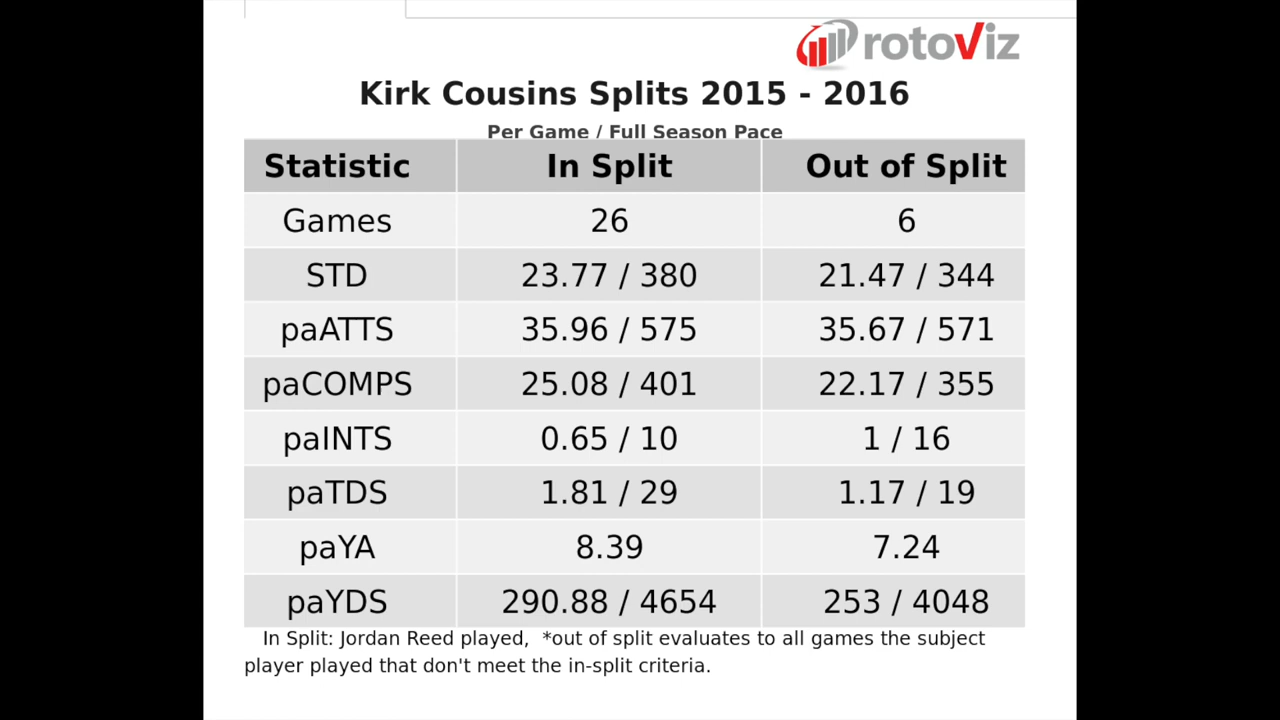 rotoViz
Kirk Cousins Splits 2015 - 2016
Per Game / Full Season Pace
Statistic In Split Out of Split
Games 26 6
STD 23.77 / 380 21.47 / 344
paATTS 35.96 / 575 35.67 / 571
paCOMPS 25.08 / 401 22.17 / 355
paINTS 0.65 / 10 1 / 16
paTDS 1.81 / 29 1.17 / 19
paYA 8.39 7.24
paYDS 290.88 / 4654 253 / 4048
In Split: Jordan Reed played, *out of split evaluates to all games the subject
player played that don't meet the in-split criteria.